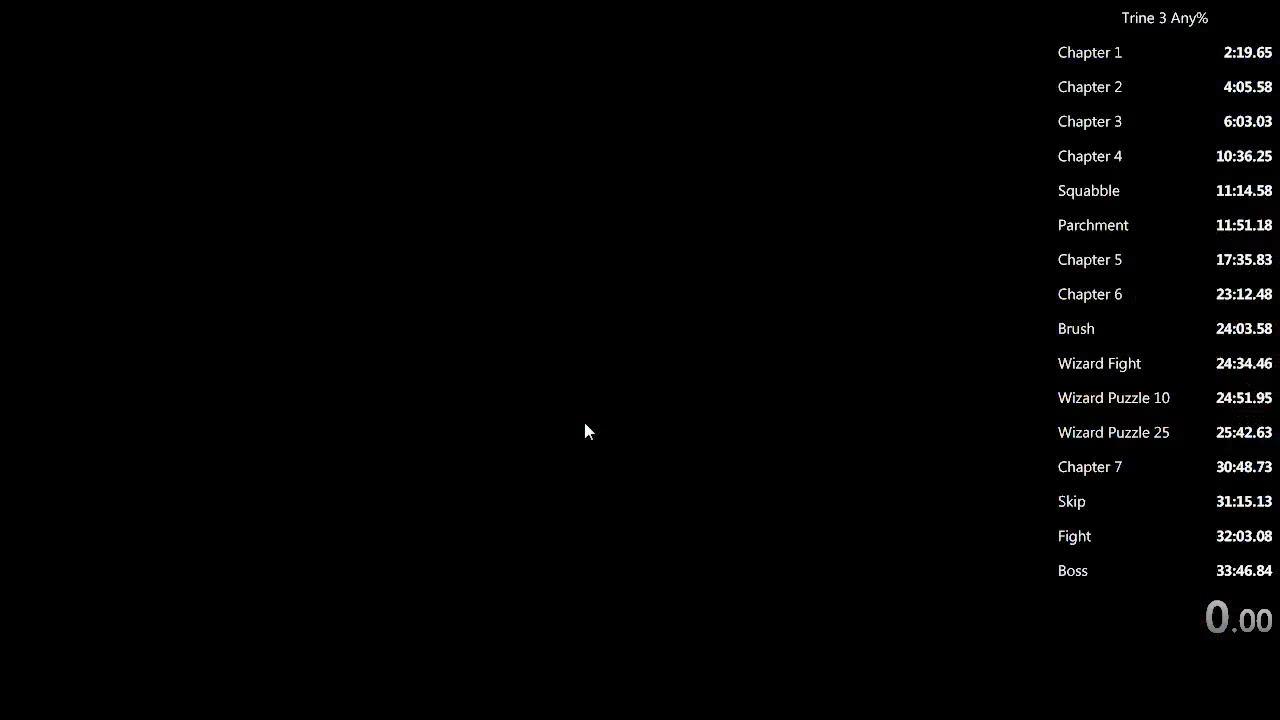 Trine 3 Any%
Chapter 1 2:19.65
Chapter 2 4:05.58
Chapter 3 6:03.03
Chapter 4 10:36.25
Squabble 11:14.58
Parchment 11:51.18
Chapter 5 17:35.83
Chapter 6 23:12.48
Brush 24:03.58
Wizard Fight 24:34.46
Wizard Puzzle 10 24:51.95
Wizard Puzzle 25 25:42.63
Chapter 7 30:48.73
Skip 31:15.13
Fight 32:03.08
Boss 33:46.84
0.00